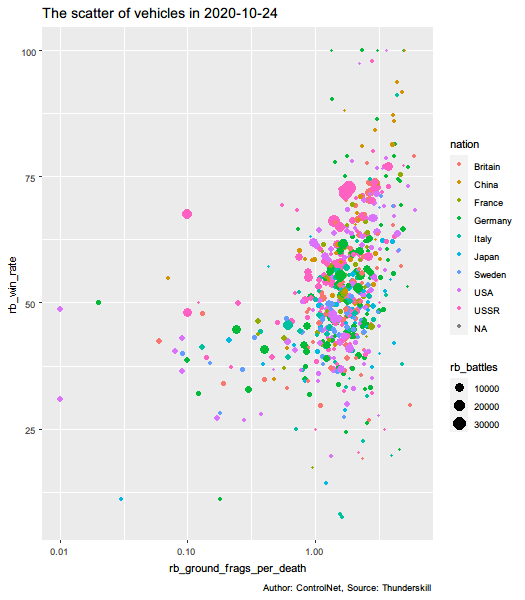 The scatter of vehicles in 2020-10-24
rb_win_rate
100
75
50
25
0.01
0.10
1.00
rb_ground_frags_per_death
nation
Britain
China
France
Germany
Italy
Japan
Sweden
USA
USSR
NA
rb_battles
10000
20000
30000
Author: ControlNet, Source: Thunderskill